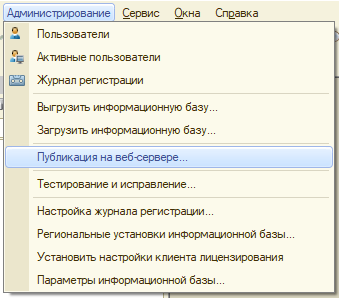 Администрирование Сервис Окна Справка
Пользователи
Активные пользователи
Журнал регистрации
Выгрузить информационную базу...
Загрузить информационную базу...
Публикация на веб-сервере...
Тестирование и исправление...
Настройка журнала регистрации...
Региональные установки информационной базы...
Установить настройки клиента лицензирования
Параметры информационной базы...